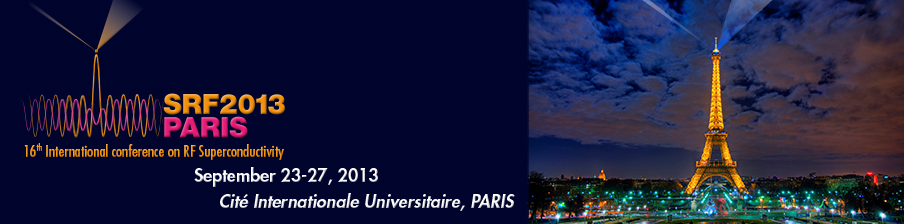 SRF2013
PARIS
16th International conference on RF Superconductivity
September 23-27, 2013
Cité Internationale Universitaire, PARIS